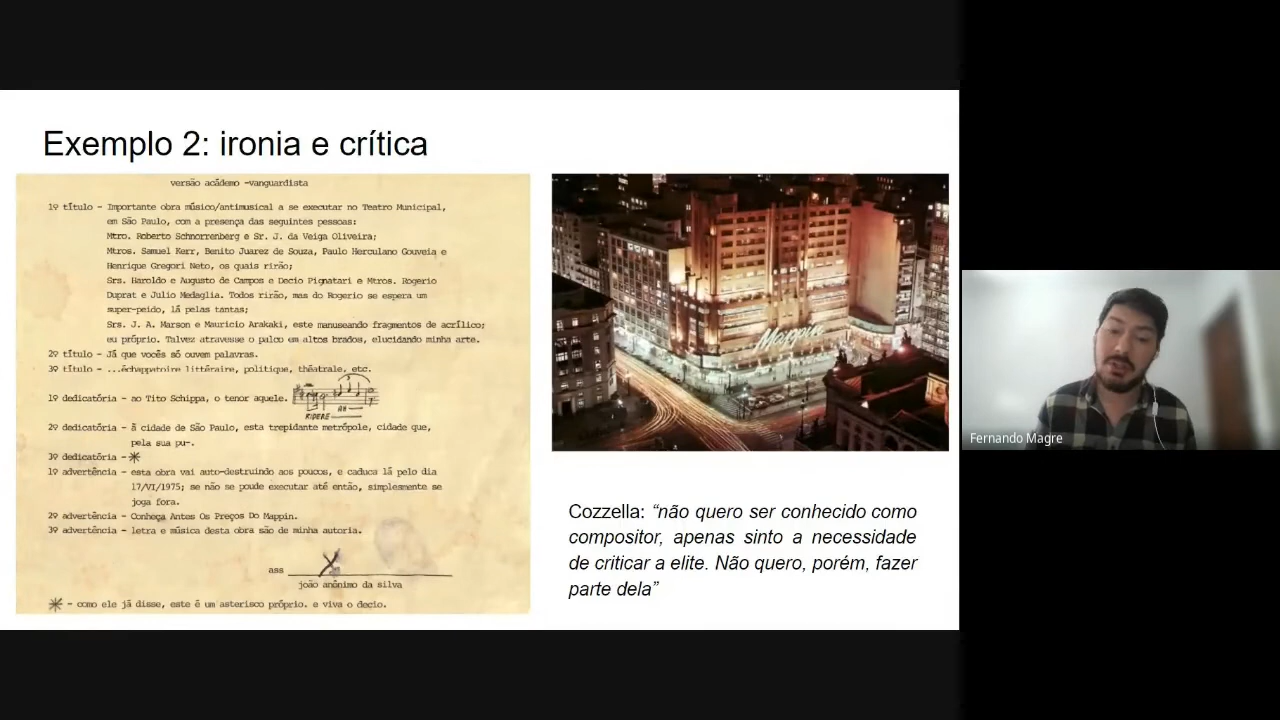 Exemplo 2: ironia e crítica
versão acãdemo -vanguardista
1º título - Importante obra músico/antimusical a se executar no Teatro Municipal,
em São Paulo, com a presença das seguintes pessoas:
Mtro. Roberto Schnorrenberg e Sr. J. da Veiga Oliveira;
Mtros. Samuel Kerr, Benito Juarez de Souza, Paulo Herculano Gouveia e
Henrique Gregori Neto, os quais rirão;
Srs. Haroldo e Augusto de Campos e Decio Pignatari e Mtros. Rogerio
Duprat e Julio Medaglia. Todos rirão, mas do Rogerio se espera um
super-peido, lá pelas tantas;
Srs. J. A. Marson e Mauricio Arakaki, este manuseando fragmentos de acrílico;
eu próprio. Talvez atravesse o palco em altos brados, elucidando minha arte.
2º título - Já que vocês só ouvem palavras.
3º título - ...échappatoire littéraire, politique, théatrale, etc.
1º dedicatória - ao Tito Schippa, o tenor aquele.
RIDERE AH
2º dedicatória - à cidade de São Paulo, esta trepidante metrópole, cidade que,
pela sua pu-.
3º dedicatória - *
1º advertência - esta obra vai auto-destruindo aos poucos, e caduca lá pelo dia
17/VI/1975; se não se poude executar até então, simplesmente se
joga fora.
2º advertência - Conheça Antes Os Preços Do Mappin.
3º advertência - letra e música desta obra são de minha autoria.
ass X
joão anônimo da silva
* - como ele já disse, este é um asterisco próprio. e viva o decio.
Mappin
Cozzella: “não quero ser conhecido como
compositor, apenas sinto a necessidade
de criticar a elite. Não quero, porém, fazer
parte dela”
Fernando Magre